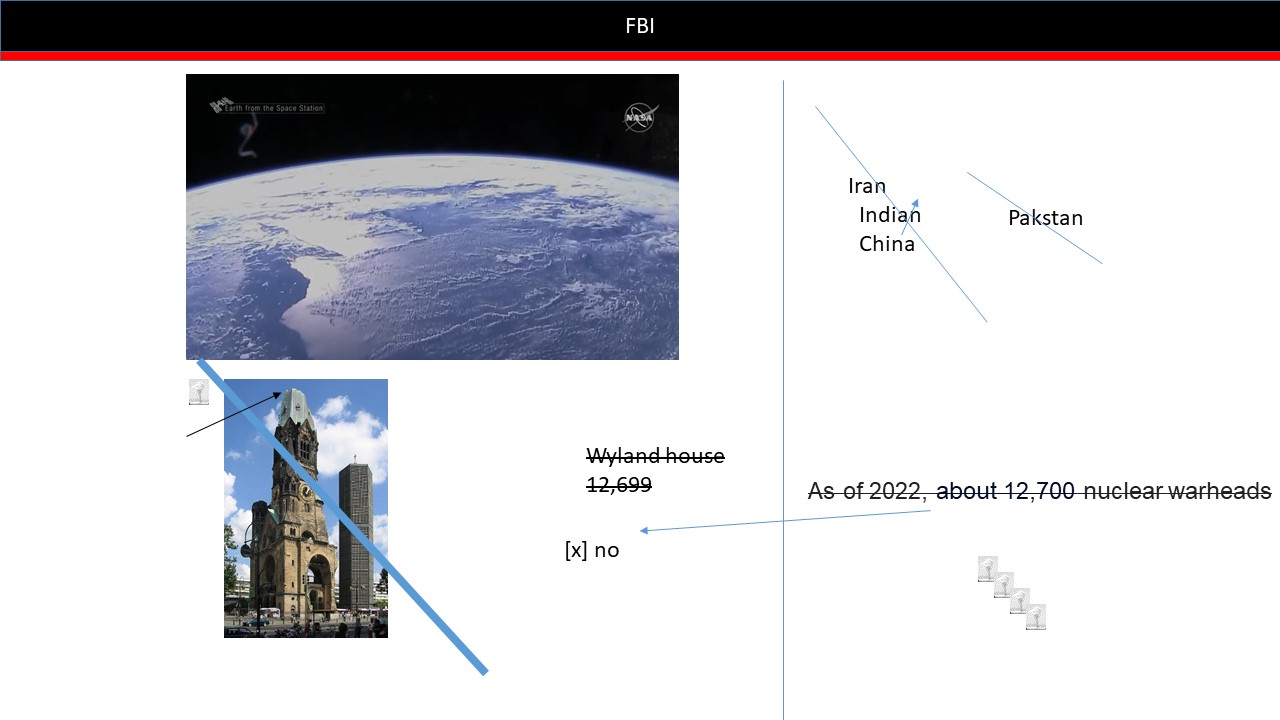 FBI
Earth from the Space Station
NASA
Iran
Indian
China
Pakstan
Wyland house
12,699
As of 2022, about 12,700 nuclear warheads
[x] no